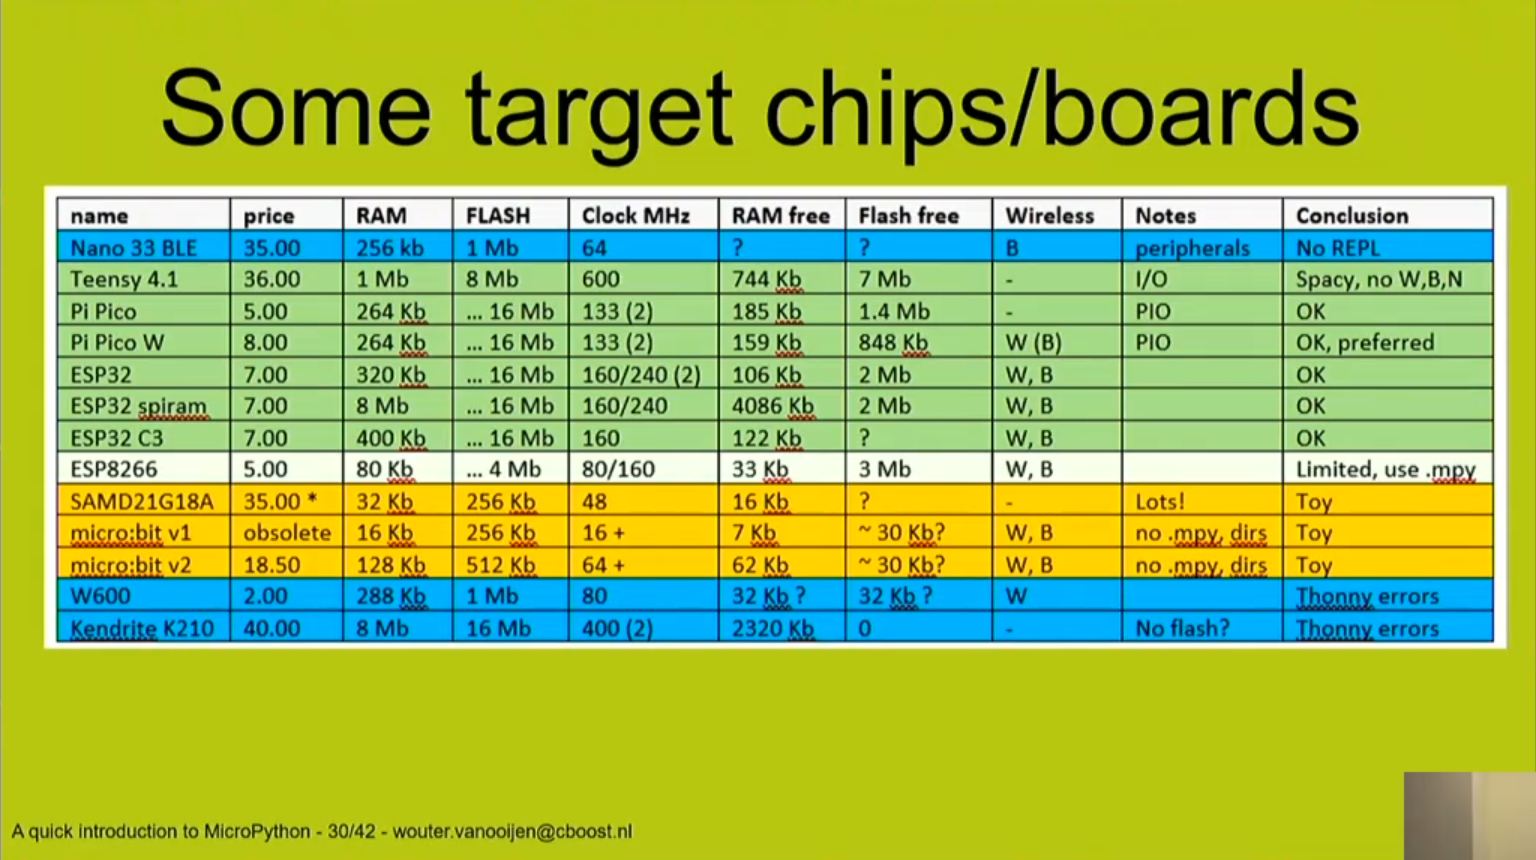 Some target chips/boards
name price RAM FLASH Clock MHz RAM free Flash free Wireless Notes Conclusion
Nano 33 BLE 35.00 256 kb 1 Mb 64 ? ? B peripherals No REPL
Teensy 4.1 36.00 1 Mb 8 Mb 600 744 Kb 7 Mb - I/O Spacy, no W,B,N
Pi Pico 5.00 264 Kb ... 16 Mb 133 (2) 185 Kb 1.4 Mb - PIO OK
Pi Pico W 8.00 264 Kb ... 16 Mb 133 (2) 159 Kb 848 Kb W (B) PIO OK, preferred
ESP32 7.00 320 Kb ... 16 Mb 160/240 (2) 106 Kb 2 Mb W, B OK
ESP32 spiram 7.00 8 Mb ... 16 Mb 160/240 4086 Kb 2 Mb W, B OK
ESP32 C3 7.00 400 Kb ... 16 Mb 160 122 Kb ? W, B OK
ESP8266 5.00 80 Kb ... 4 Mb 80/160 33 Kb 3 Mb W, B Limited, use .mpy
SAMD21G18A 35.00 * 32 Kb 256 Kb 48 16 Kb ? - Lots! Toy
micro:bit v1 obsolete 16 Kb 256 Kb 16 + 7 Kb ~ 30 Kb? W, B no .mpy, dirs Toy
micro:bit v2 18.50 128 Kb 512 Kb 64 + 62 Kb ~ 30 Kb? W, B no .mpy, dirs Toy
W600 2.00 288 Kb 1 Mb 80 32 Kb ? 32 Kb ? W Thonny errors
Kendrite K210 40.00 8 Mb 16 Mb 400 (2) 2320 Kb 0 - No flash? Thonny errors
A quick introduction to MicroPython - 30/42 - wouter.vanooijen@cboost.nl